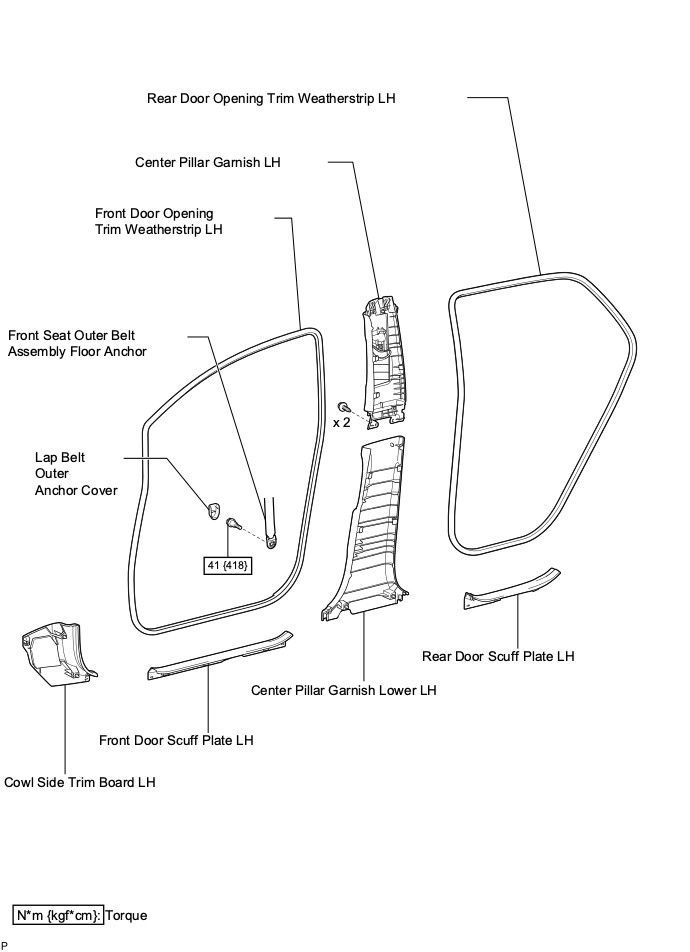 Rear Door Opening Trim Weatherstrip LH
Center Pillar Garnish LH
Front Door Opening
Trim Weatherstrip LH
Front Seat Outer Belt
Assembly Floor Anchor
x 2
Lap Belt
Outer
Anchor Cover
41 {418}
Rear Door Scuff Plate LH
Center Pillar Garnish Lower LH
Front Door Scuff Plate LH
Cowl Side Trim Board LH
N*m {kgf*cm}: Torque
P